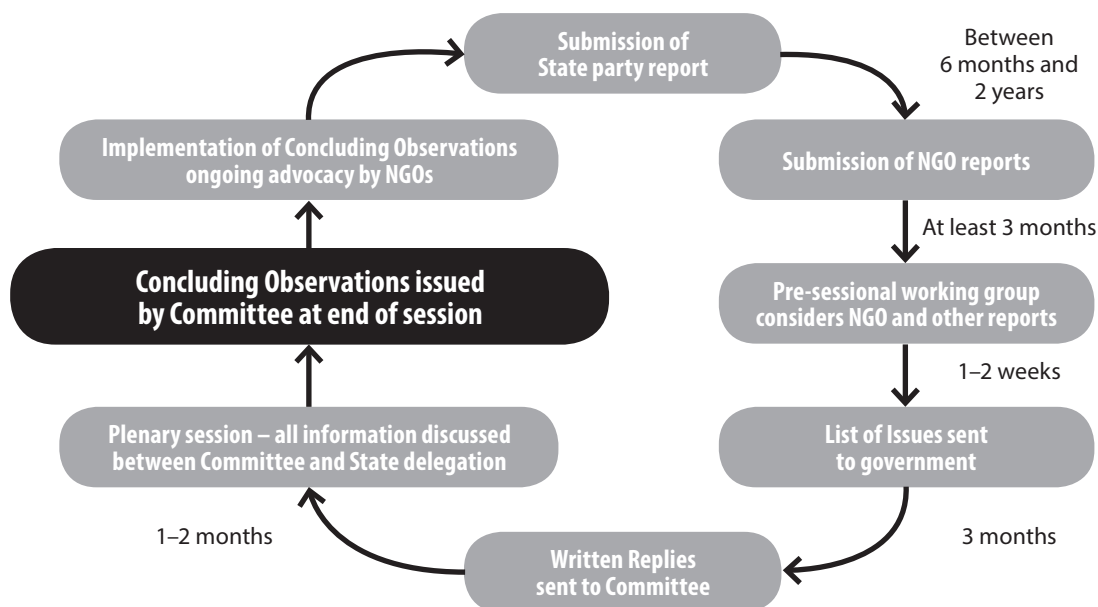 Submission of
State party report
Between
6 months and
2 years
Submission of NGO reports
At least 3 months
Pre-sessional working group
considers NGO and other reports
1–2 weeks
List of Issues sent
to government
3 months
Written Replies
sent to Committee
1–2 months
Plenary session – all information discussed
between Committee and State delegation
Concluding Observations issued
by Committee at end of session
Implementation of Concluding Observations
ongoing advocacy by NGOs